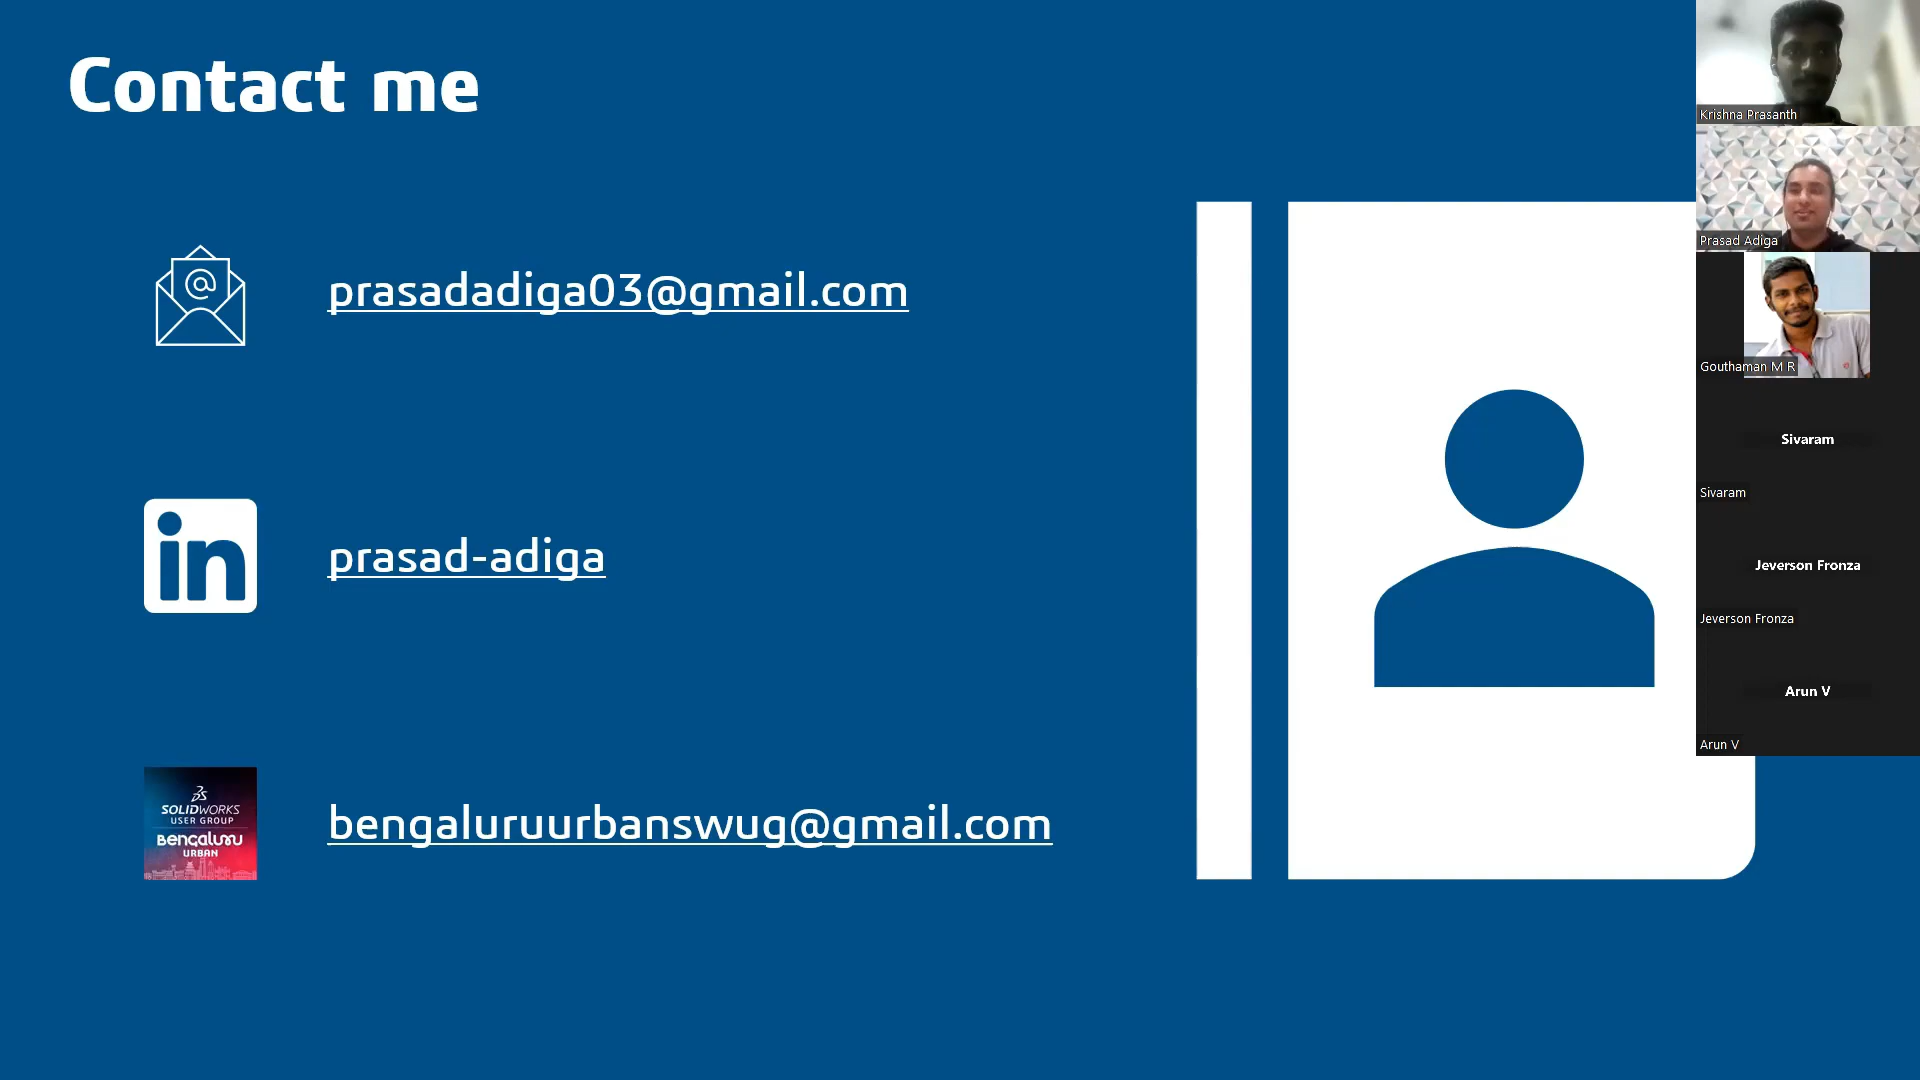 Contact me
prasadadiga03@gmail.com
in
prasad-adiga
SOLIDWORKS
USER GROUP
BENGALURU
URBAN
bengaluruurbanswug@gmail.com
Krishna Prasanth
Prasad Adiga
Gouthaman M R
Sivaram
Sivaram
Jeverson Fronza
Jeverson Fronza
Arun V
Arun V